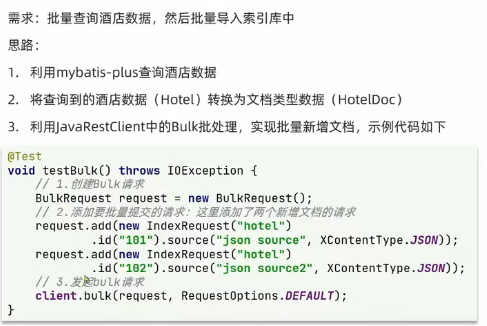 需求：批量查询酒店数据，然后批量导入索引库中
思路：
1. 利用mybatis-plus查询酒店数据
2. 将查询到的酒店数据（Hotel）转换为文档类型数据（HotelDoc）
3. 利用JavaRestClient中的Bulk批处理，实现批量新增文档，示例代码如下
@Test
void testBulk() throws IOException {
    // 1.创建Bulk请求
    BulkRequest request = new BulkRequest();
    // 2.添加要批量提交的请求：这里添加了两个新增文档的请求
    request.add(new IndexRequest("hotel")
            .id("101").source("json source", XContentType.JSON));
    request.add(new IndexRequest("hotel")
            .id("102").source("json source2", XContentType.JSON));
    // 3.发起bulk请求
    client.bulk(request, RequestOptions.DEFAULT);
}